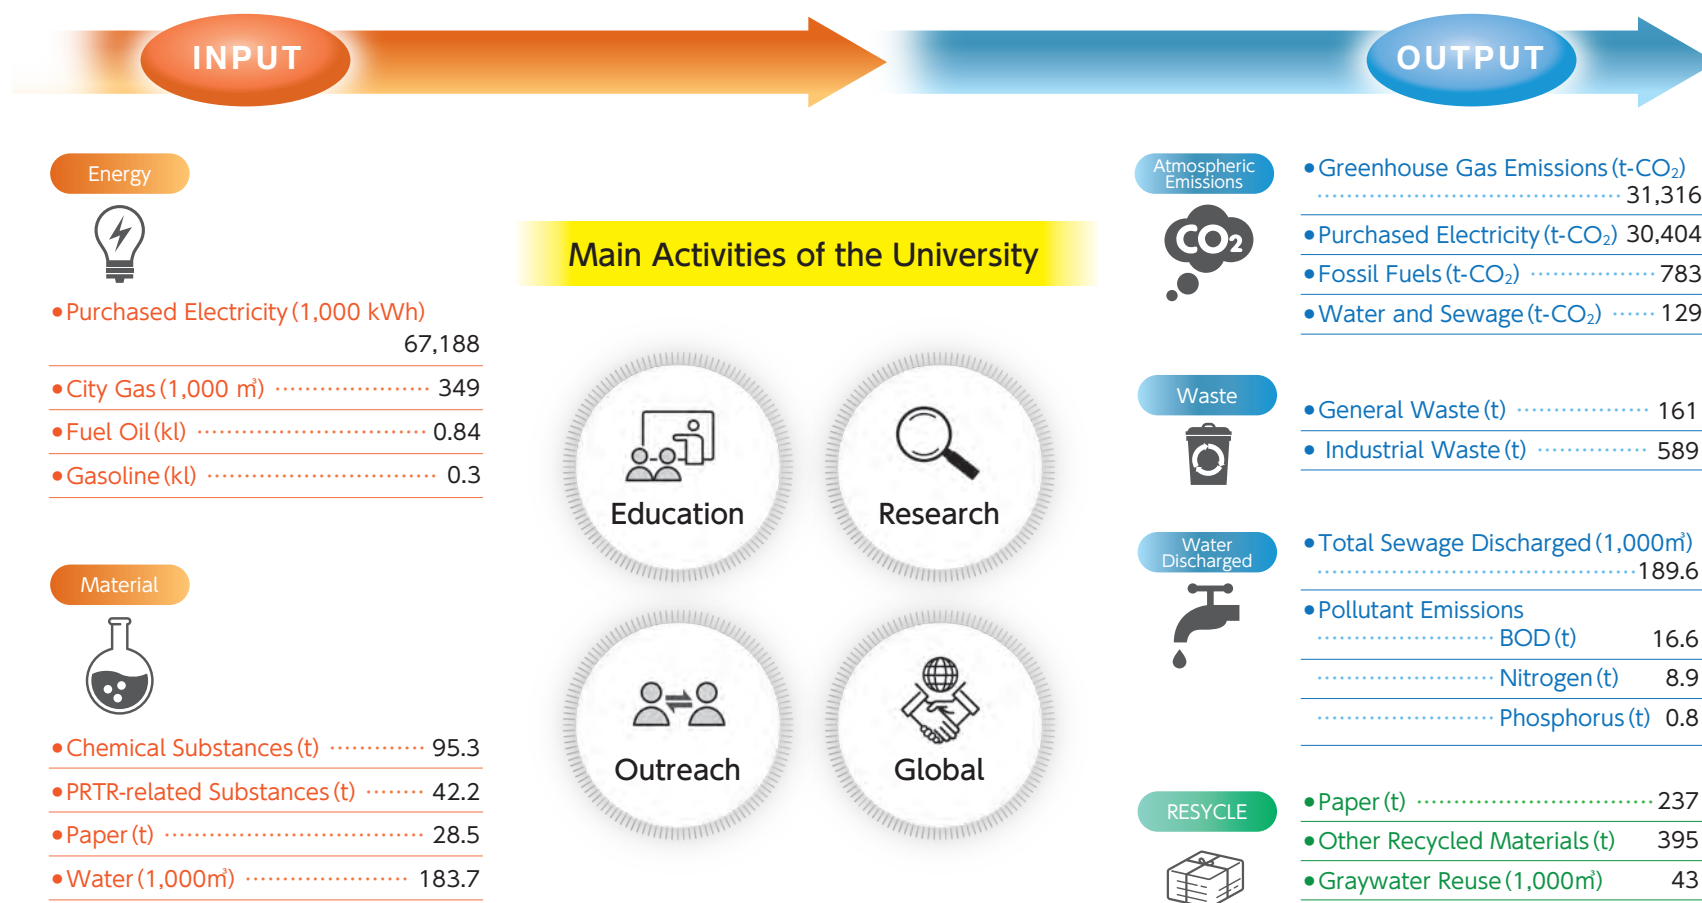 INPUT
OUTPUT
Energy
•Purchased Electricity (1,000 kWh)
67,188
•City Gas (1,000 ㎥) 349
•Fuel Oil (kl) 0.84
•Gasoline (kl) 0.3
Material
•Chemical Substances (t) 95.3
•PRTR-related Substances (t) 42.2
•Paper (t) 28.5
•Water (1,000㎥) 183.7
Main Activities of the University
Education
Research
Outreach
Global
Atmospheric
Emissions
CO2
•Greenhouse Gas Emissions (t-CO₂)
31,316
•Purchased Electricity (t-CO₂) 30,404
•Fossil Fuels (t-CO₂) 783
•Water and Sewage (t-CO₂) 129
Waste
•General Waste (t) 161
• Industrial Waste (t) 589
Water
Discharged
•Total Sewage Discharged (1,000㎥)
189.6
•Pollutant Emissions
BOD (t) 16.6
Nitrogen (t) 8.9
Phosphorus (t) 0.8
RESYCLE
•Paper (t) 237
•Other Recycled Materials (t) 395
•Graywater Reuse (1,000㎥) 43